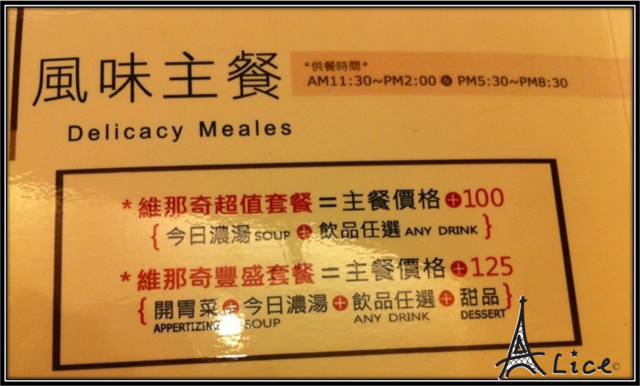 風味主餐
*供餐時間*
AM11:30~PM2:00 & PM5:30~PM8:30
Delicacy Meales
*維那奇超值套餐=主餐價格+100
{今日濃湯 SOUP + 飲品任選 ANY DRINK}
*維那奇豐盛套餐=主餐價格+125
{開胃菜+今日濃湯+飲品任選+甜品}
APPERTIZING SOUP ANY DRINK DESSERT
ALice©